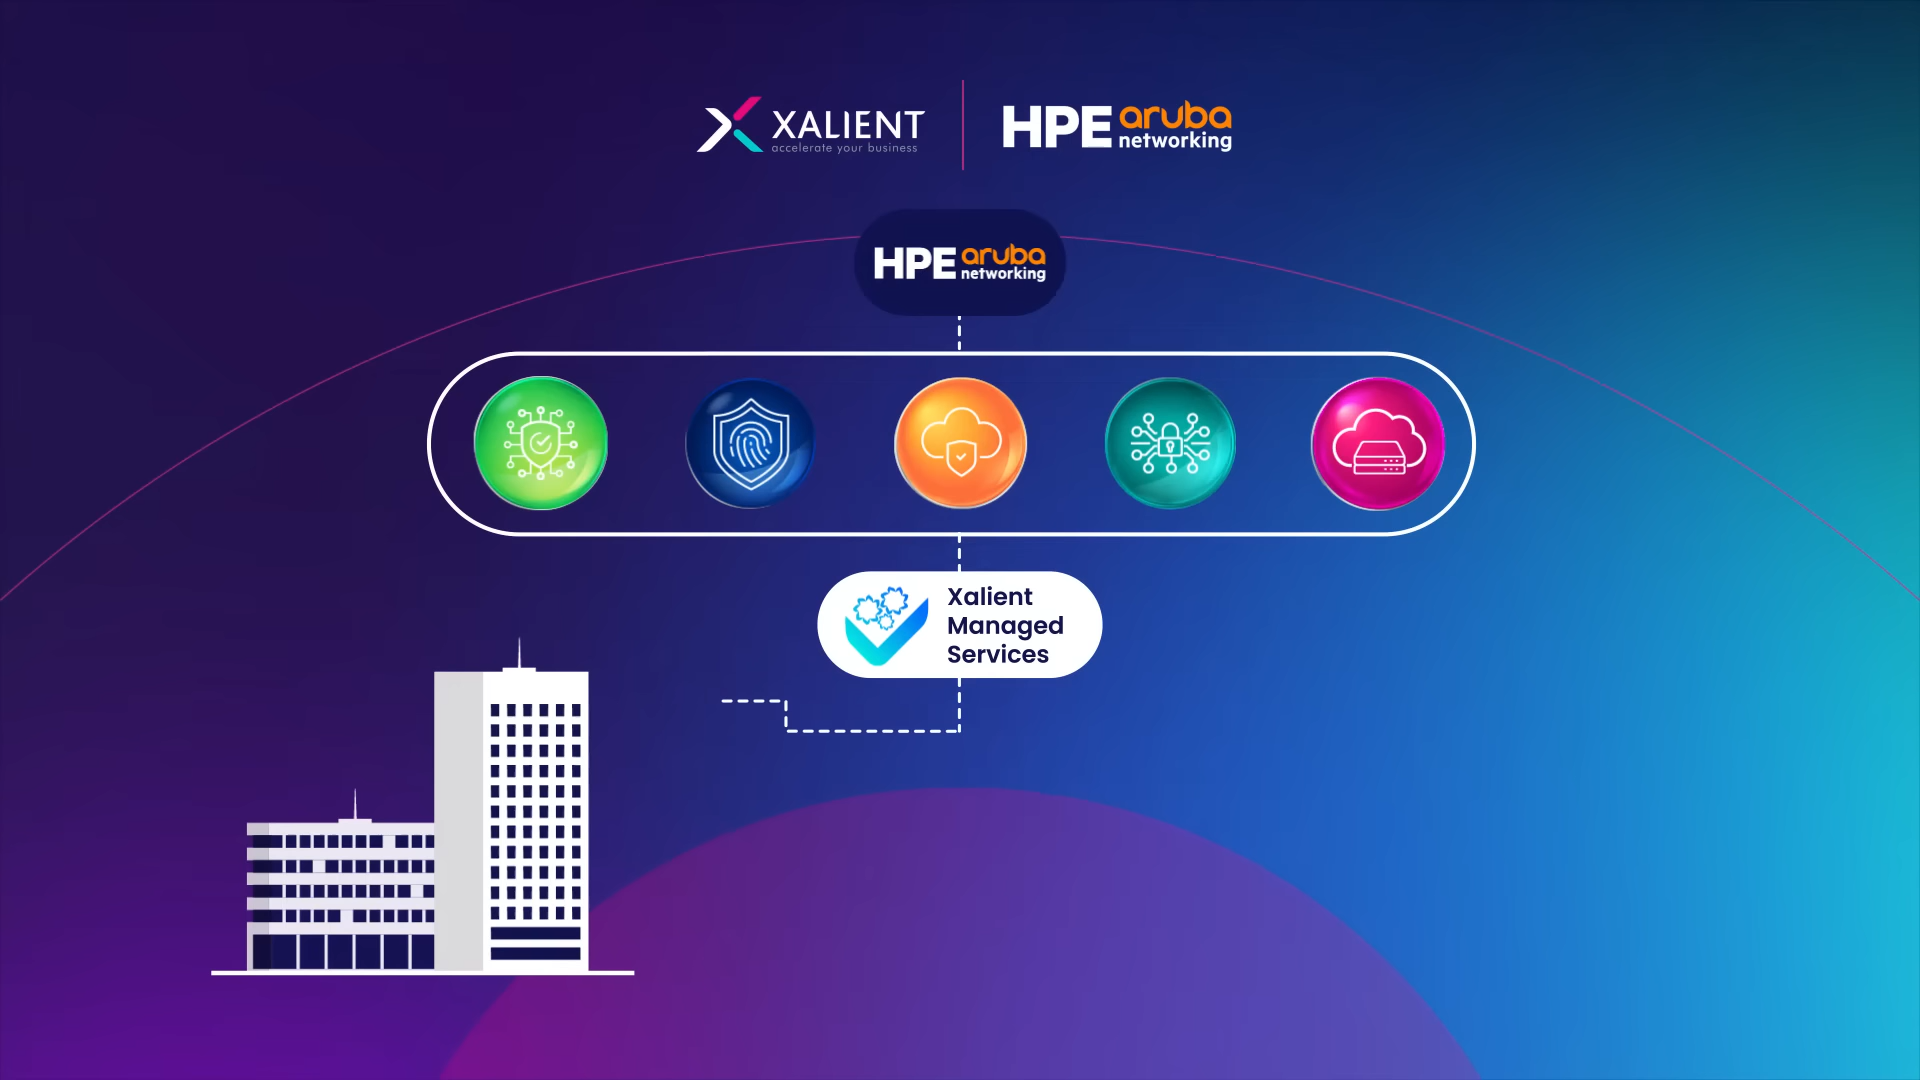 XALIENT
accelerate your business
HPE aruba
networking
HPE aruba
networking
Xalient
Managed
Services